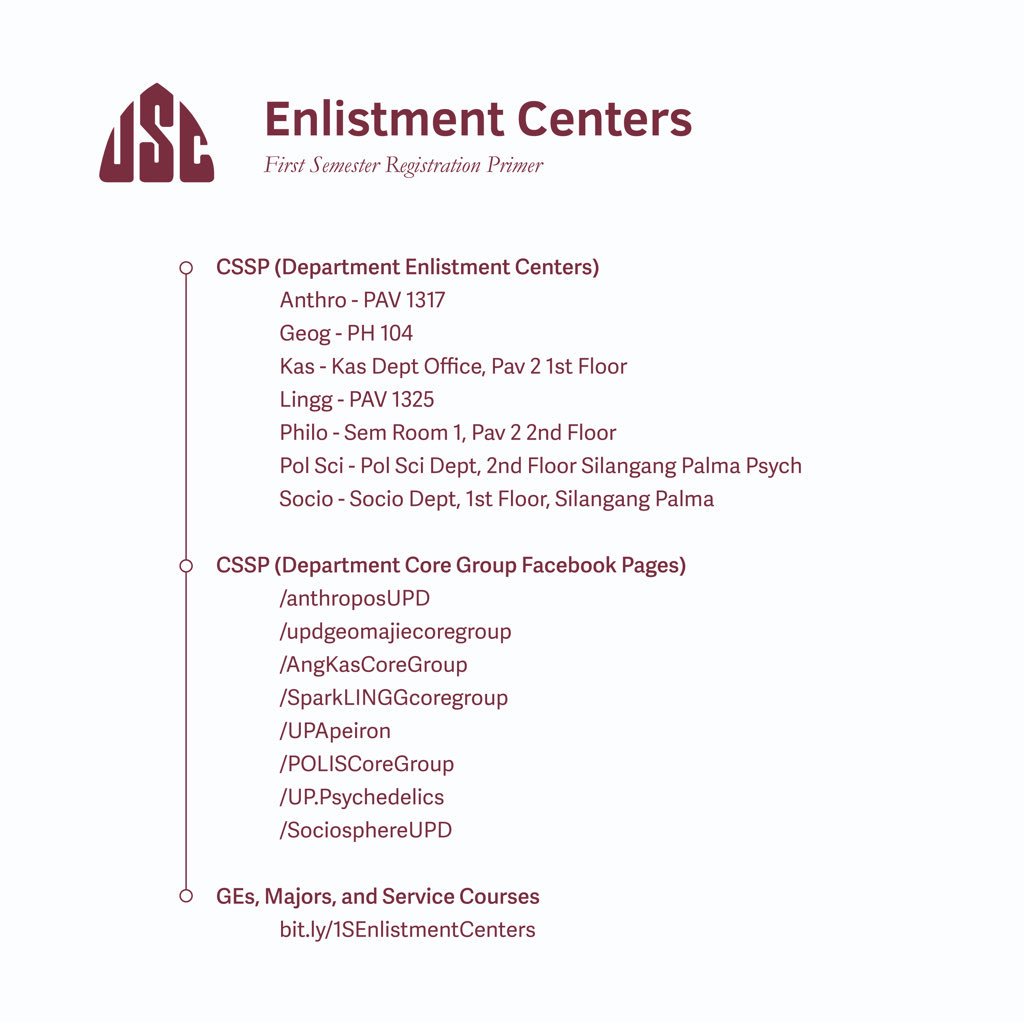 USC
Enlistment Centers
First Semester Registration Primer
CSSP (Department Enlistment Centers)
Anthro - PAV 1317
Geog - PH 104
Kas - Kas Dept Office, Pav 2 1st Floor
Lingg - PAV 1325
Philo - Sem Room 1, Pav 2 2nd Floor
Pol Sci - Pol Sci Dept, 2nd Floor Silangang Palma Psych
Socio - Socio Dept, 1st Floor, Silangang Palma
CSSP (Department Core Group Facebook Pages)
/anthroposUPD
/updgeomajiecoregroup
/AngKasCoreGroup
/SparkLINGGcoregroup
/UPApeiron
/POLISCoreGroup
/UP.Psychedelics
/SociosphereUPD
GEs, Majors, and Service Courses
bit.ly/1SEnlistmentCenters